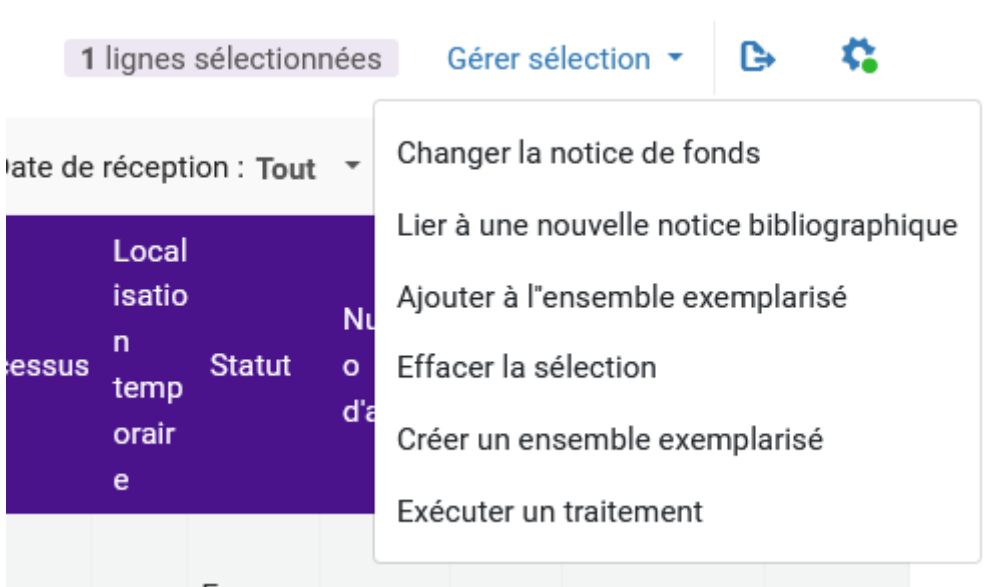 1 lignes sélectionnées
Gérer sélection
Date de réception : Tout
Changer la notice de fonds
Lier à une nouvelle notice bibliographique
Ajouter à l"ensemble exemplarisé
Effacer la sélection
Créer un ensemble exemplarisé
Exécuter un traitement
cessus
Local
isatio
n
temp
orair
e
Statut
Nu
o
d'a